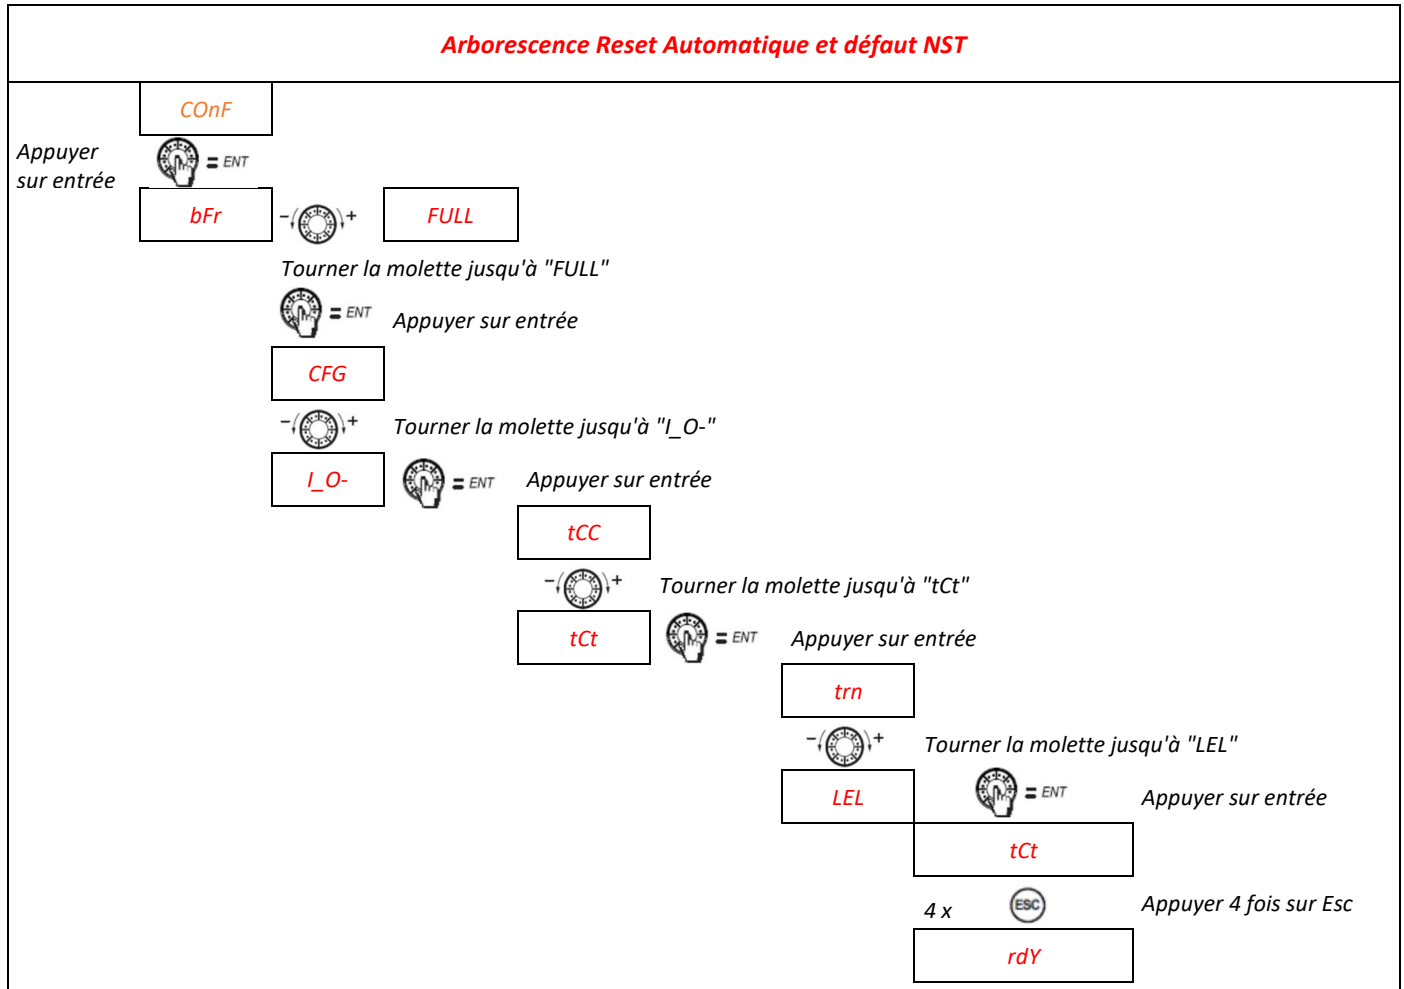 Arborescence Reset Automatique et défaut NST
COnF
Appuyer
sur entrée
= ENT
bFr
- +
FULL
Tourner la molette jusqu'à "FULL"
= ENT
Appuyer sur entrée
CFG
- +
Tourner la molette jusqu'à "I_O-"
I_O-
= ENT
Appuyer sur entrée
tCC
- +
Tourner la molette jusqu'à "tCt"
tCt
= ENT
Appuyer sur entrée
trn
- +
Tourner la molette jusqu'à "LEL"
LEL
= ENT
Appuyer sur entrée
tCt
4 x
ESC
Appuyer 4 fois sur Esc
rdY